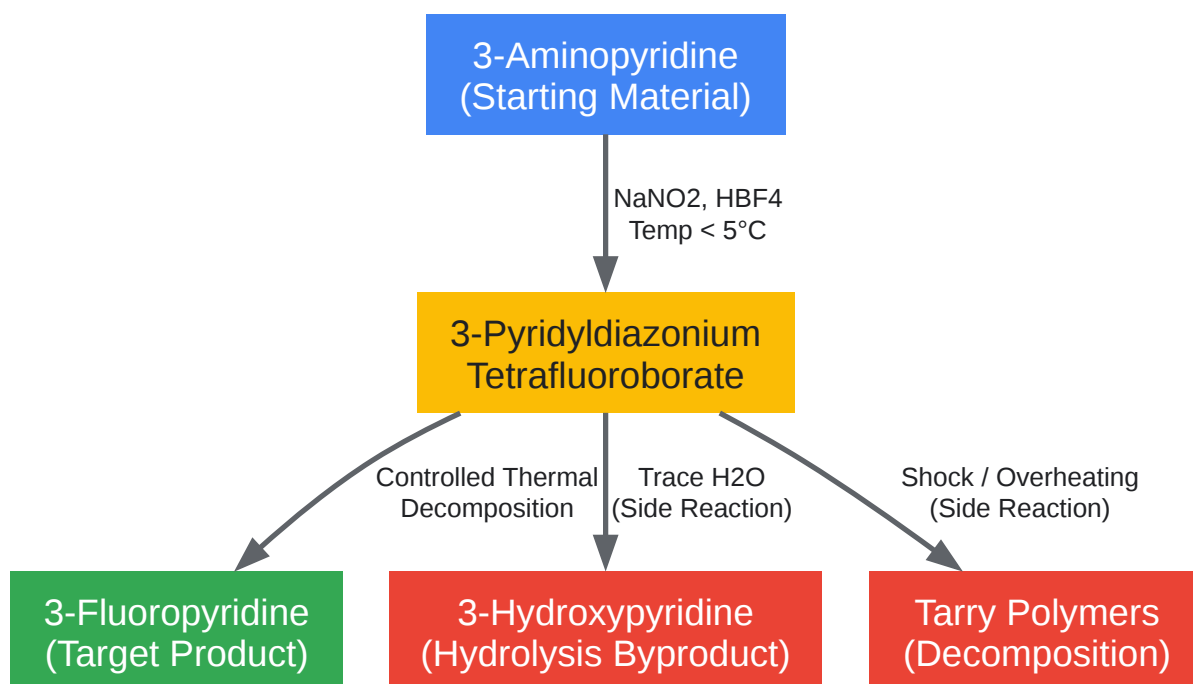 3-Aminopyridine
(Starting Material)
NaNO2, HBF4
Temp < 5°C
3-Pyridyldiazonium
Tetrafluoroborate
Controlled Thermal
Decomposition
Trace H2O
(Side Reaction)
Shock / Overheating
(Side Reaction)
3-Fluoropyridine
(Target Product)
3-Hydroxypyridine
(Hydrolysis Byproduct)
Tarry Polymers
(Decomposition)